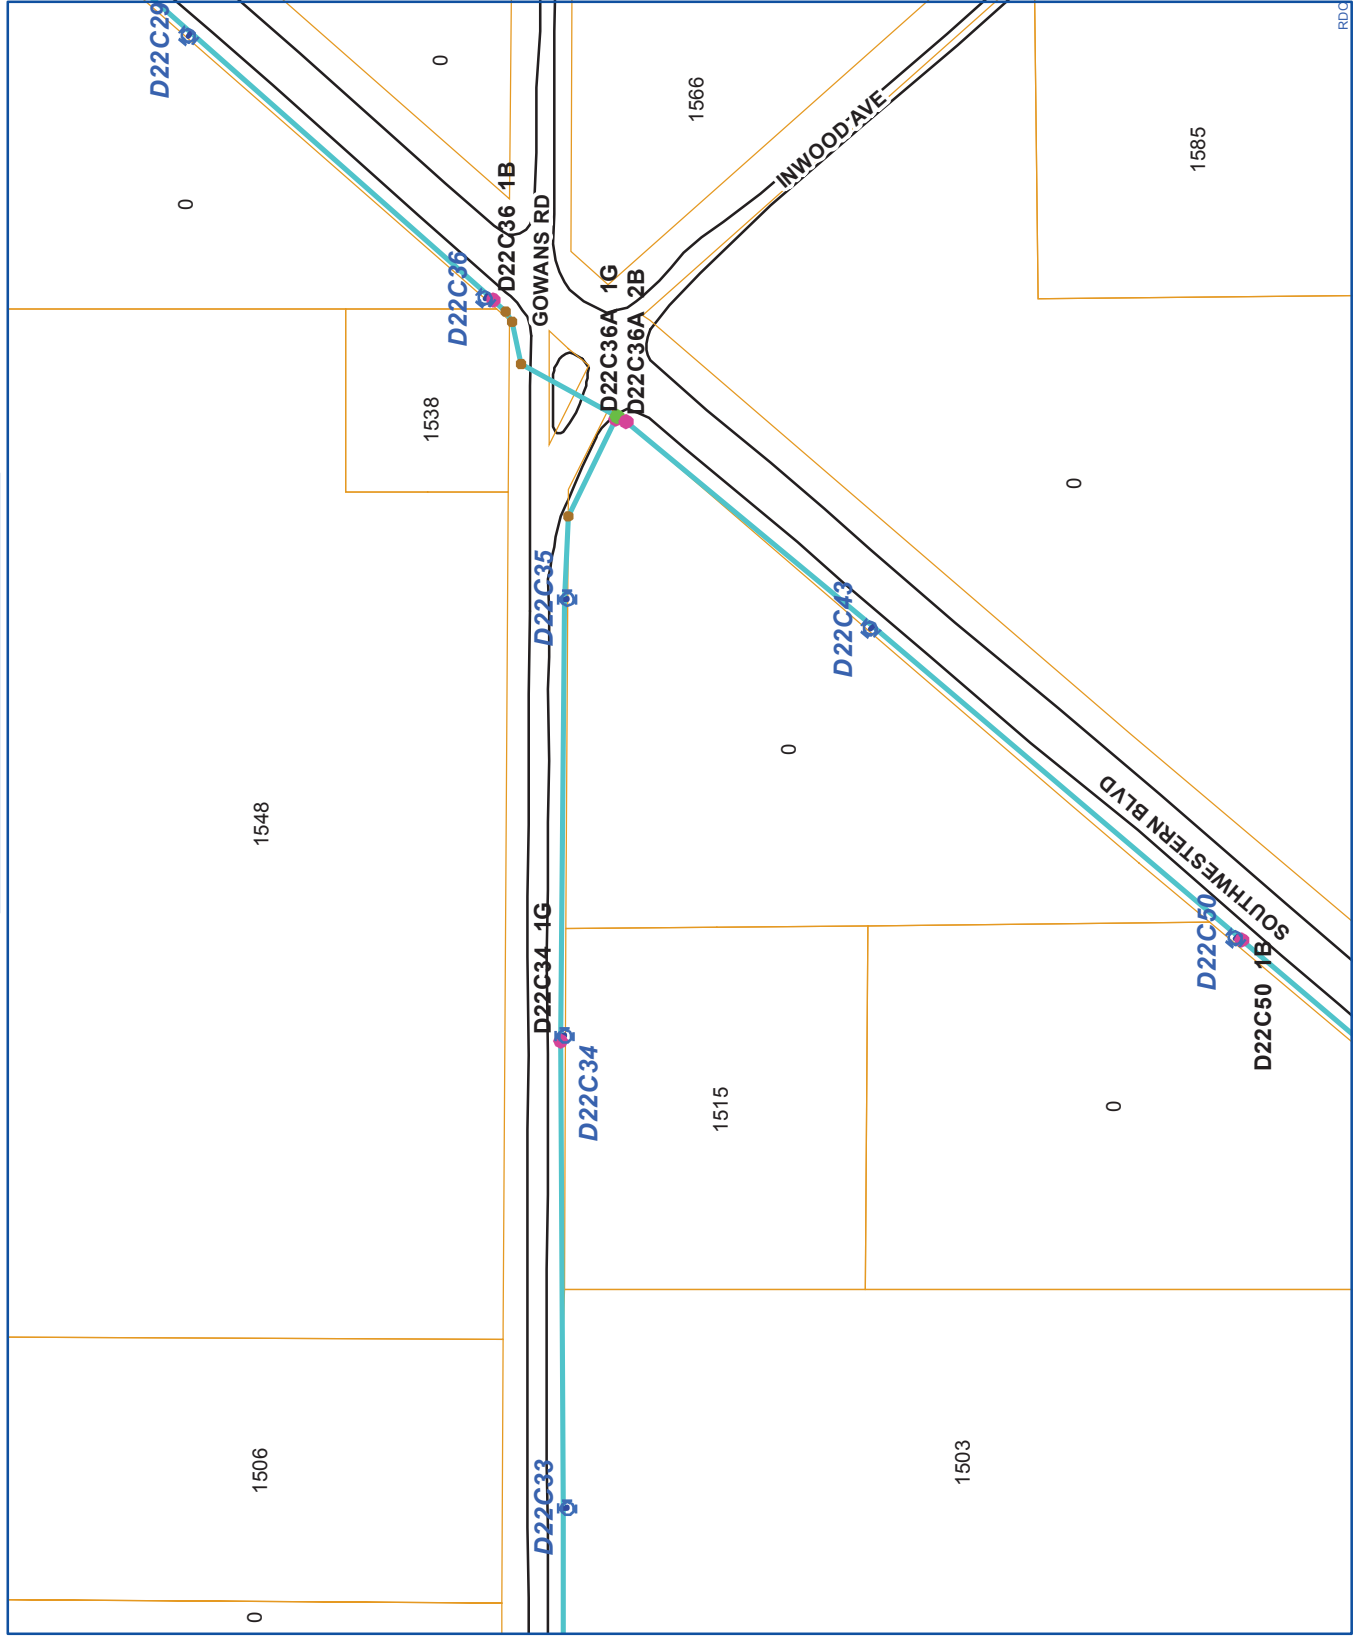 D22C29
0
0
1566
INWOOD AVE
1585
D22C36 1B
GOWANS RD
D22C36
D22C36A 1G
D22C36A 2B
1538
0
D22C35
D22C43
0
1548
SOUTHWESTERN BLVD
D22C50
D22C50 1B
D22C34 1G
D22C34
1515
0
1506
D22C33
1503
0
RDC